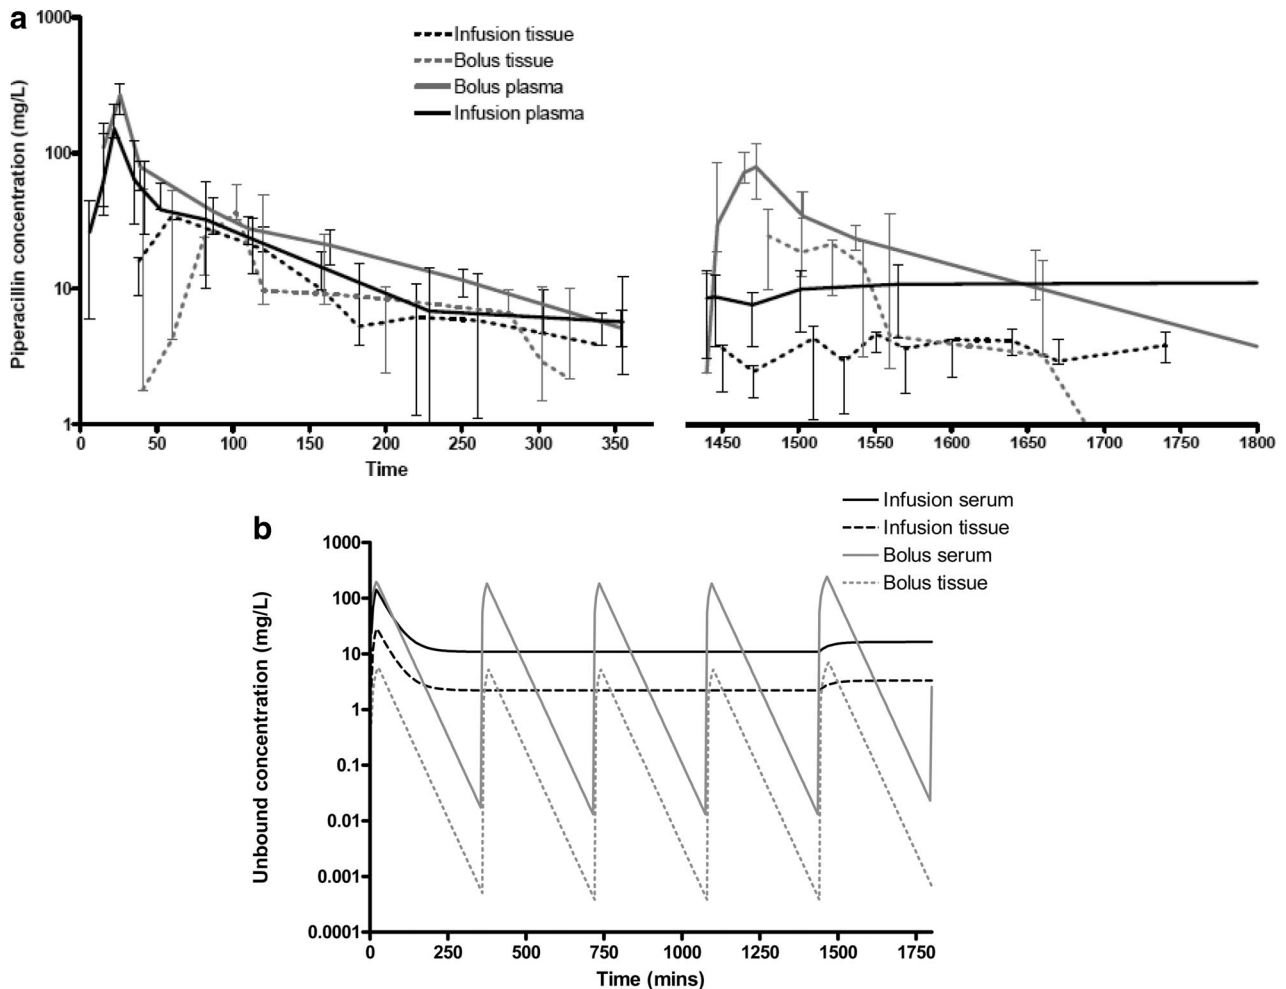 a
Piperacillin concentration (mg/L)
1000
100
10
1
Infusion tissue
Bolus tissue
Bolus plasma
Infusion plasma
0 50 100 150 200 250 300 350
1450 1500 1550 1600 1650 1700 1750 1800
Time
b
Infusion serum
Infusion tissue
Bolus serum
Bolus tissue
Unbound concentration (mg/L)
1000
100
10
1
0.1
0.01
0.001
0.0001
0 250 500 750 1000 1250 1500 1750
Time (mins)